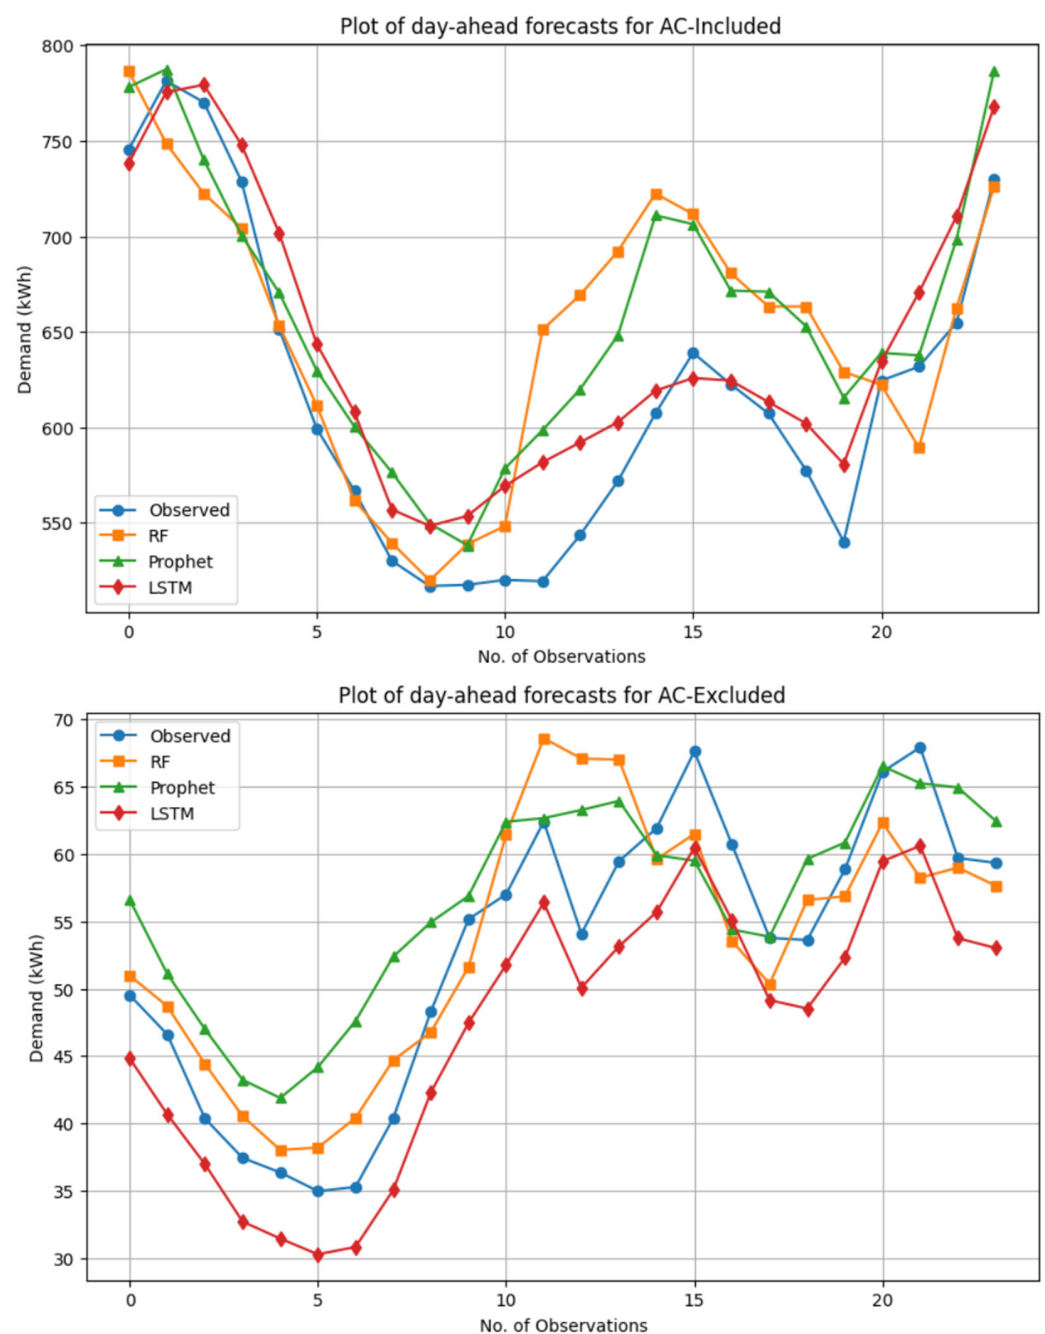 Plot of day-ahead forecasts for AC-Included
Demand (kWh)
800
750
700
650
600
550
Observed
RF
Prophet
LSTM
0 5 10 15 20
No. of Observations
Plot of day-ahead forecasts for AC-Excluded
Demand (kWh)
70
65
60
55
50
45
40
35
30
Observed
RF
Prophet
LSTM
0 5 10 15 20
No. of Observations